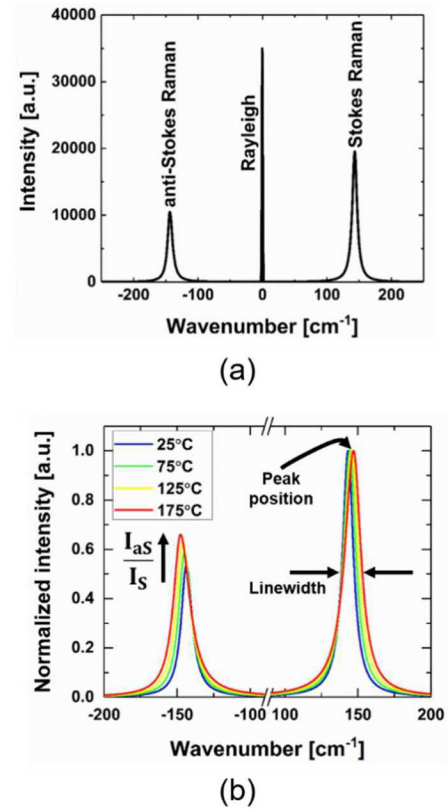 40000
30000
20000
10000
0
Intensity [a.u.]
anti-Stokes Raman
Rayleigh
Stokes Raman
-200 -100 0 100 200
Wavenumber [cm⁻¹]
(a)
25°C
75°C
125°C
175°C
1.0
0.8
0.6
0.4
0.2
0.0
Normalized intensity [a.u.]
I_aS
I_S
Peak
position
Linewidth
-200 -150 -100 100 150 200
Wavenumber [cm⁻¹]
(b)